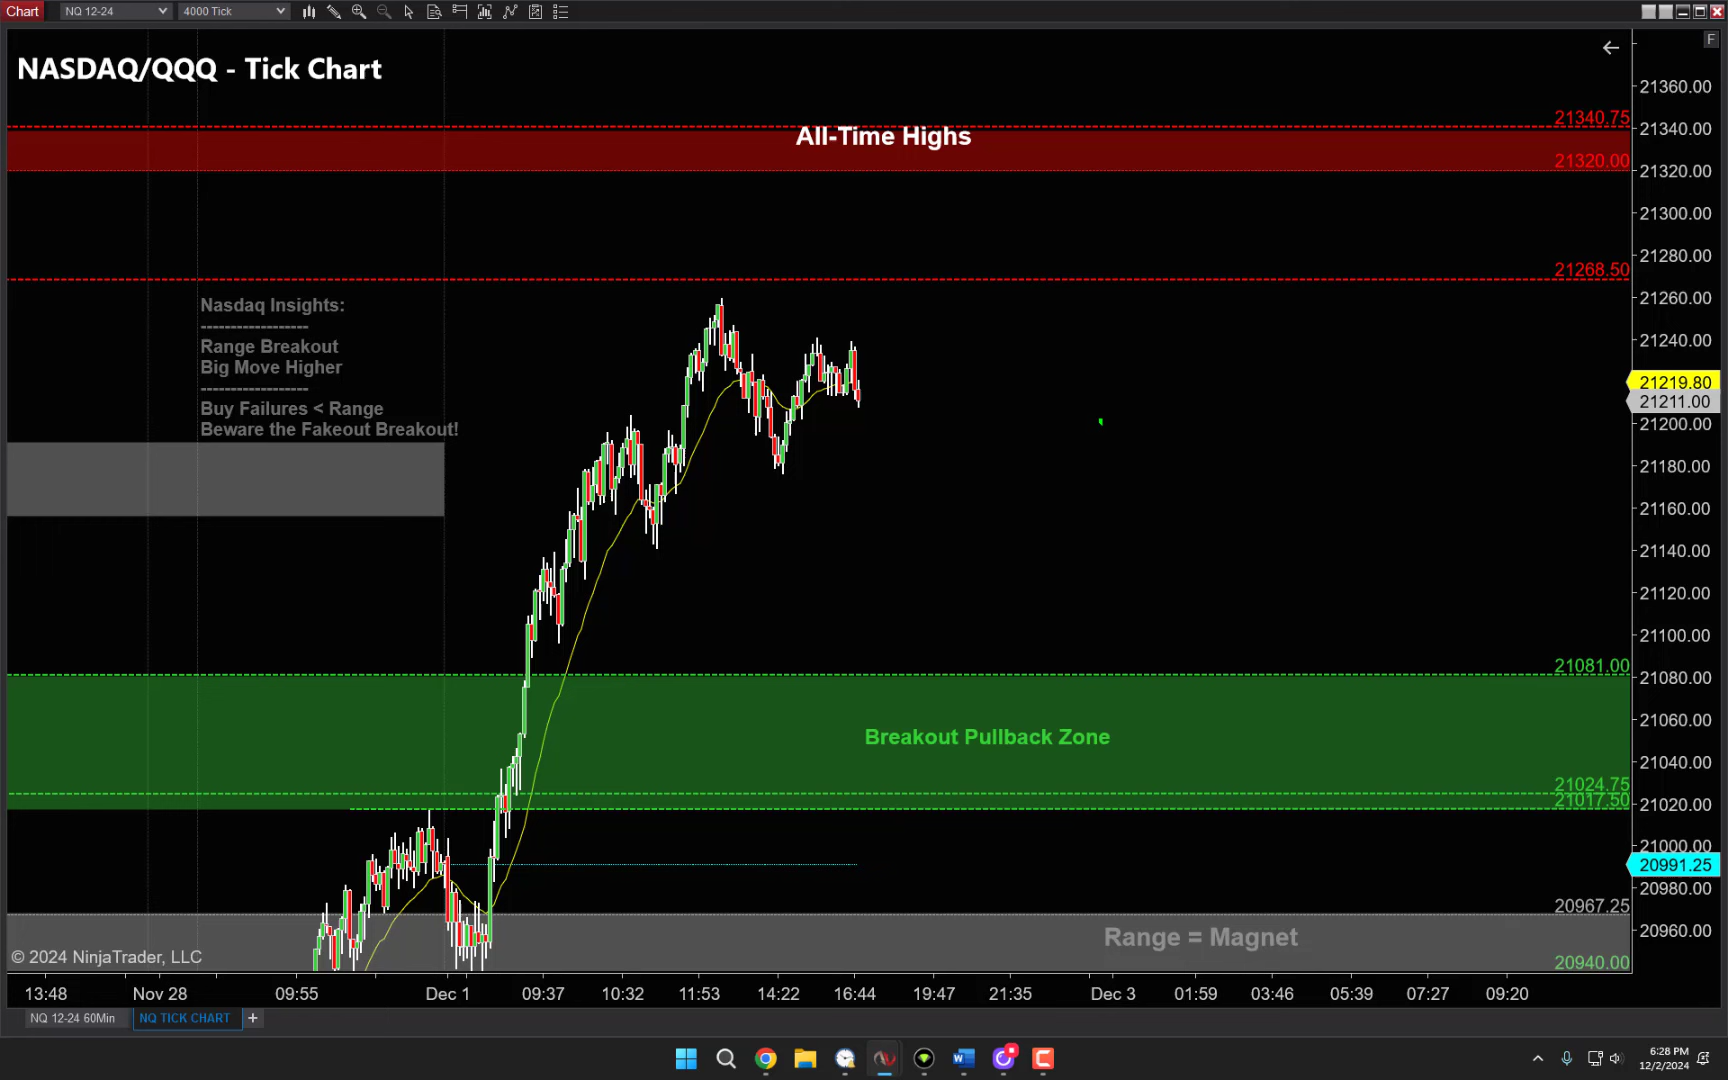 Chart
NQ 12-24
4000 Tick
F
NASDAQ/QQQ - Tick Chart
21360.00
21340.75
All-Time Highs
21340.00
21320.00
21320.00
21300.00
21280.00
21268.50
21260.00
Nasdaq Insights:
------------------
Range Breakout
Big Move Higher
------------------
Buy Failures < Range
Beware the Fakeout Breakout!
21240.00
21219.80
21211.00
21200.00
21180.00
21160.00
21140.00
21120.00
21100.00
21081.00
21080.00
21060.00
Breakout Pullback Zone
21040.00
21024.75
21017.50
21020.00
21000.00
20991.25
20980.00
20967.25
20960.00
Range = Magnet
© 2024 NinjaTrader, LLC
20940.00
13:48 Nov 28 09:55 Dec 1 09:37 10:32 11:53 14:22 16:44 19:47 21:35 Dec 3 01:59 03:46 05:39 07:27 09:20
NQ 12-24 60Min
NQ TICK CHART
+
6:28 PM
12/2/2024